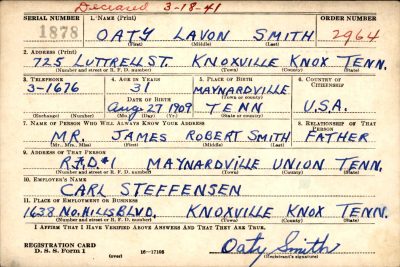 Deceased 3-18-41
SERIAL NUMBER 1. NAME (Print) ORDER NUMBER
1878 OATY LAVON SMITH 2964
(First) (Middle) (Last)
2. ADDRESS (Print)
725 LUTTRELL ST. KNOXVILLE KNOX TENN.
(Number and street or R. F. D. number) (Town) (County) (State)
3. TELEPHONE 4. AGE IN YEARS 5. PLACE OF BIRTH 6. COUNTRY OF CITIZENSHIP
3-1676 31 MAYNARDVILLE
DATE OF BIRTH (Town) (County)
Aug 27 1909 TENN U.S.A.
(Exchange) (Number) (Mo.) (Day) (Yr.) (State or country)
7. NAME OF PERSON WHO WILL ALWAYS KNOW YOUR ADDRESS 8. RELATIONSHIP OF THAT PERSON
MR. JAMES ROBERT SMITH FATHER
(Mr., Mrs., Miss) (First) (Middle) (Last)
9. ADDRESS OF THAT PERSON
R.F.D #1 MAYNARDVILLE UNION TENN.
(Number and street or R. F. D. number) (Town) (County) (State)
10. EMPLOYER'S NAME
CARL STEFFENSEN
11. PLACE OF EMPLOYMENT OR BUSINESS
1638 NO. HILLS BLVD. KNOXVILLE KNOX TENN.
(Number and street or R. F. D. number) (Town) (County) (State)
I AFFIRM THAT I HAVE VERIFIED ABOVE ANSWERS AND THAT THEY ARE TRUE.
REGISTRATION CARD
D. S. S. Form 1 (over) 16-17105
Oaty Smith
(Registrant's signature)